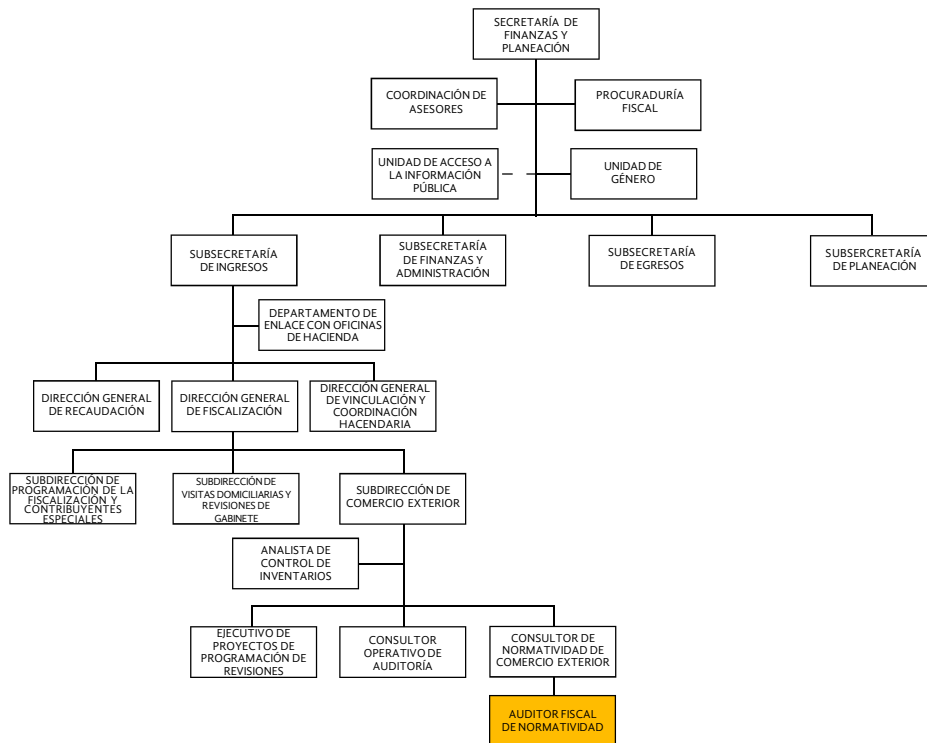 SECRETARÍA DE
FINANZAS Y
PLANEACIÓN
COORDINACIÓN DE
ASESORES
PROCURADURÍA
FISCAL
UNIDAD DE ACCESO A
LA INFORMACIÓN
PÚBLICA
UNIDAD DE
GÉNERO
SUBSECRETARÍA
DE INGRESOS
SUBSECRETARÍA
DE FINANZAS Y
ADMINISTRACIÓN
SUBSECRETARÍA
DE EGRESOS
SUBSERCRETARÍA
DE PLANEACIÓN
DEPARTAMENTO DE
ENLACE CON OFICINAS
DE HACIENDA
DIRECCIÓN GENERAL
DE RECAUDACIÓN
DIRECCIÓN GENERAL
DE FISCALIZACIÓN
DIRECCIÓN GENERAL
DE VINCULACIÓN Y
COORDINACIÓN
HACENDARIA
SUBDIRECCIÓN DE
PROGRAMACIÓN DE LA
FISCALIZACIÓN Y
CONTRIBUYENTES
ESPECIALES
SUBDIRECCIÓN DE
VISITAS DOMICILIARIAS Y
REVISIONES DE
GABINETE
SUBDIRECCIÓN DE
COMERCIO EXTERIOR
ANALISTA DE
CONTROL DE
INVENTARIOS
EJECUTIVO DE
PROYECTOS DE
PROGRAMACIÓN DE
REVISIONES
CONSULTOR
OPERATIVO DE
AUDITORÍA
CONSULTOR DE
NORMATIVIDAD DE
COMERCIO EXTERIOR
AUDITOR FISCAL
DE NORMATIVIDAD